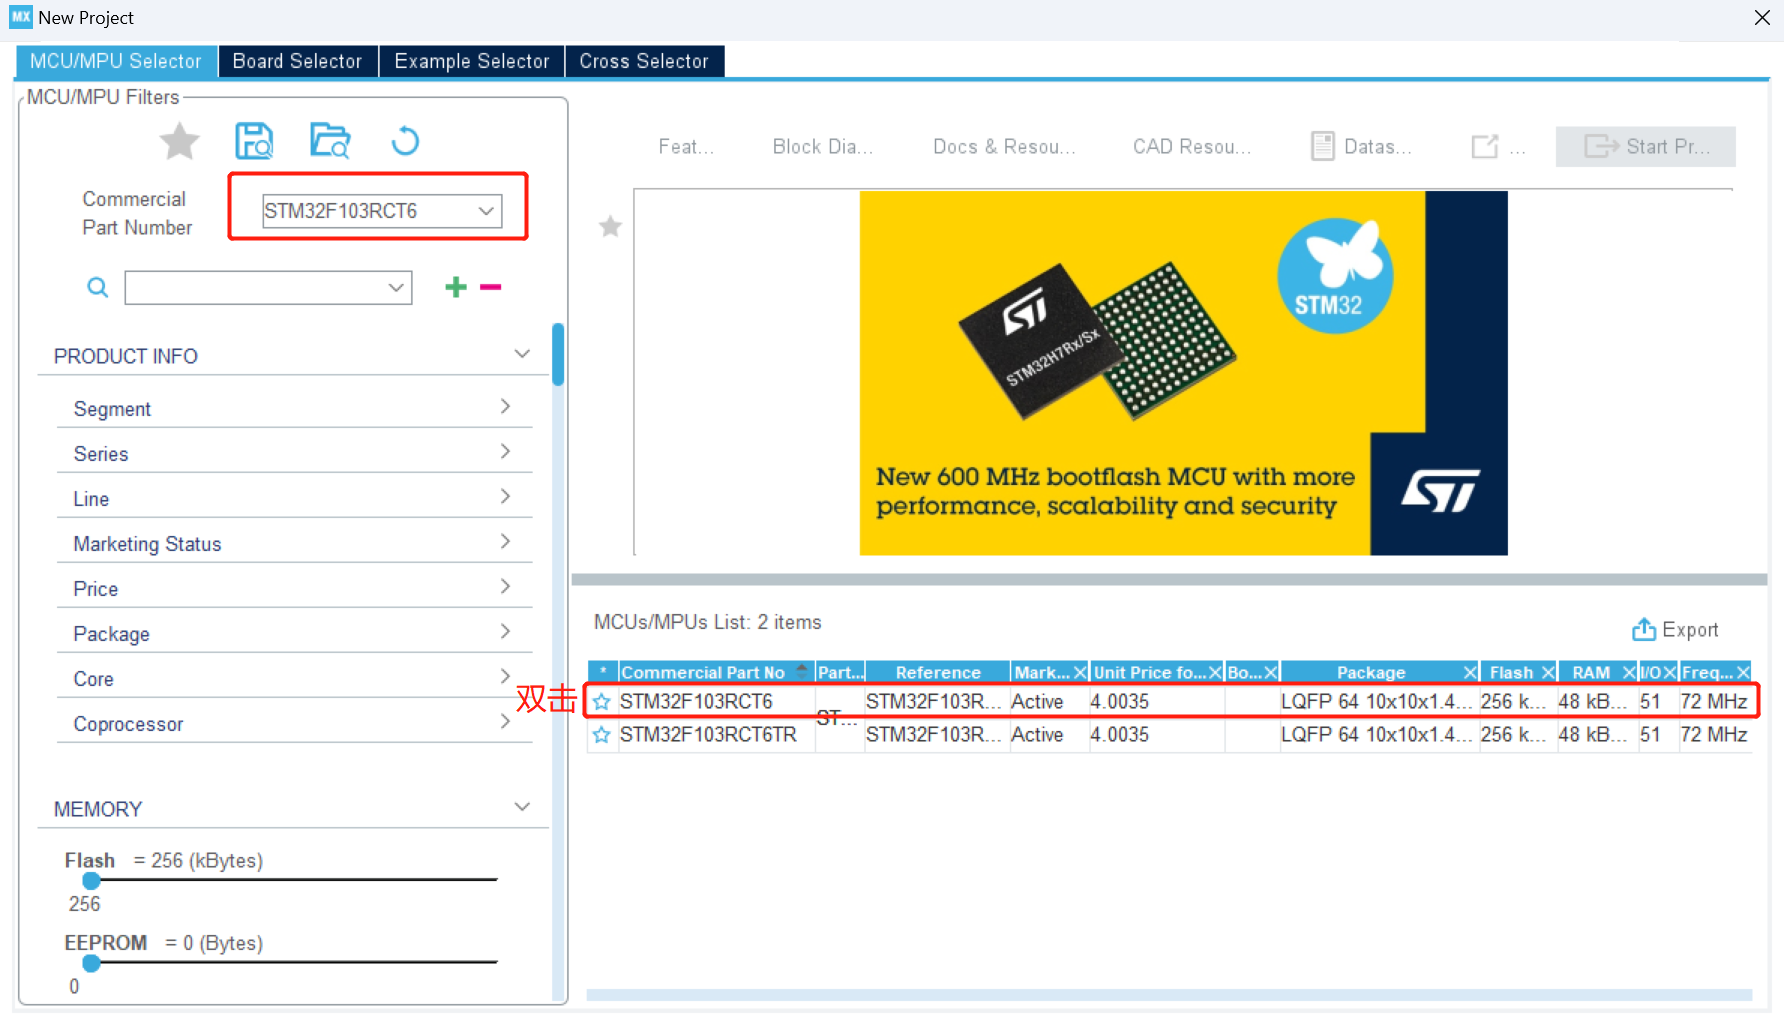 MX New Project
MCU/MPU Selector Board Selector Example Selector Cross Selector
MCU/MPU Filters
Commercial
Part Number
STM32F103RCT6
PRODUCT INFO
Segment
Series
Line
Marketing Status
Price
Package
Core
Coprocessor
MEMORY
Flash = 256 (kBytes)
256
EEPROM = 0 (Bytes)
0
Feat... Block Dia... Docs & Resou... CAD Resou... Datas... ... Start Pr...
ST
STM32H7Rx/Sx
STM32
New 600 MHz bootflash MCU with more
performance, scalability and security
ST
MCUs/MPUs List: 2 items
Export
* Commercial Part No Part... Reference Mark... Unit Price fo... Bo... Package Flash RAM I/O Freq...
双击
STM32F103RCT6 ST... STM32F103R... Active 4.0035 LQFP 64 10x10x1.4... 256 k... 48 kB... 51 72 MHz
STM32F103RCT6TR STM32F103R... Active 4.0035 LQFP 64 10x10x1.4... 256 k... 48 kB... 51 72 MHz